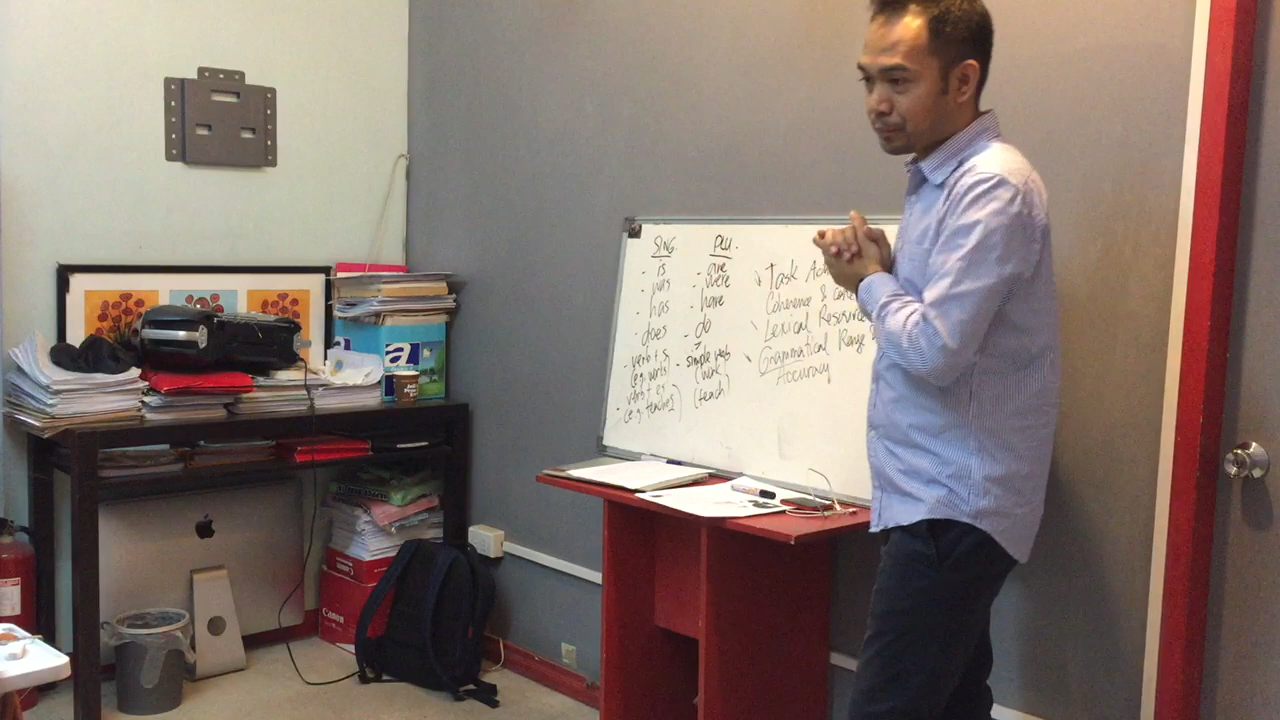 SING. PLU.
- is - are
- was - were
- has - have
- does - do
- verb + s - simple verb
(e.g. works) (work)
- verb + es (teach)
(e.g. teaches)
Task
Coherence &
Lexical Resource
Grammatical Range &
Accuracy
a
Canon